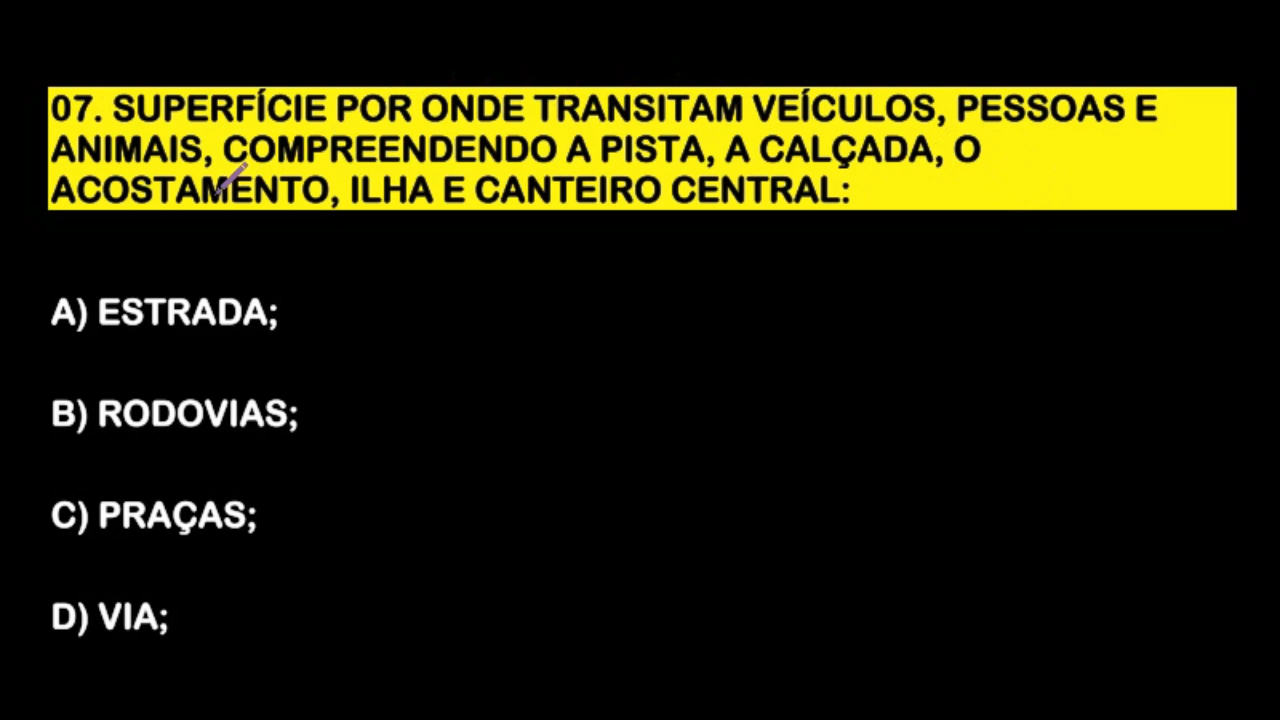 07. SUPERFÍCIE POR ONDE TRANSITAM VEÍCULOS, PESSOAS E
ANIMAIS, COMPREENDENDO A PISTA, A CALÇADA, O
ACOSTAMENTO, ILHA E CANTEIRO CENTRAL:
A) ESTRADA;
B) RODOVIAS;
C) PRAÇAS;
D) VIA;